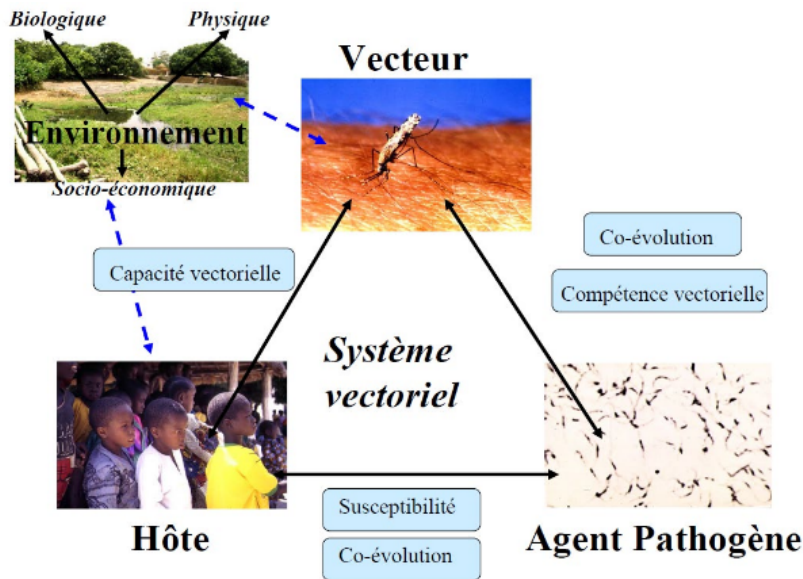 Biologique
Physique
Vecteur
Environnement
Socio-économique
Co-évolution
Capacité vectorielle
Compétence vectorielle
Système
vectoriel
Susceptibilité
Hôte
Co-évolution
Agent Pathogène